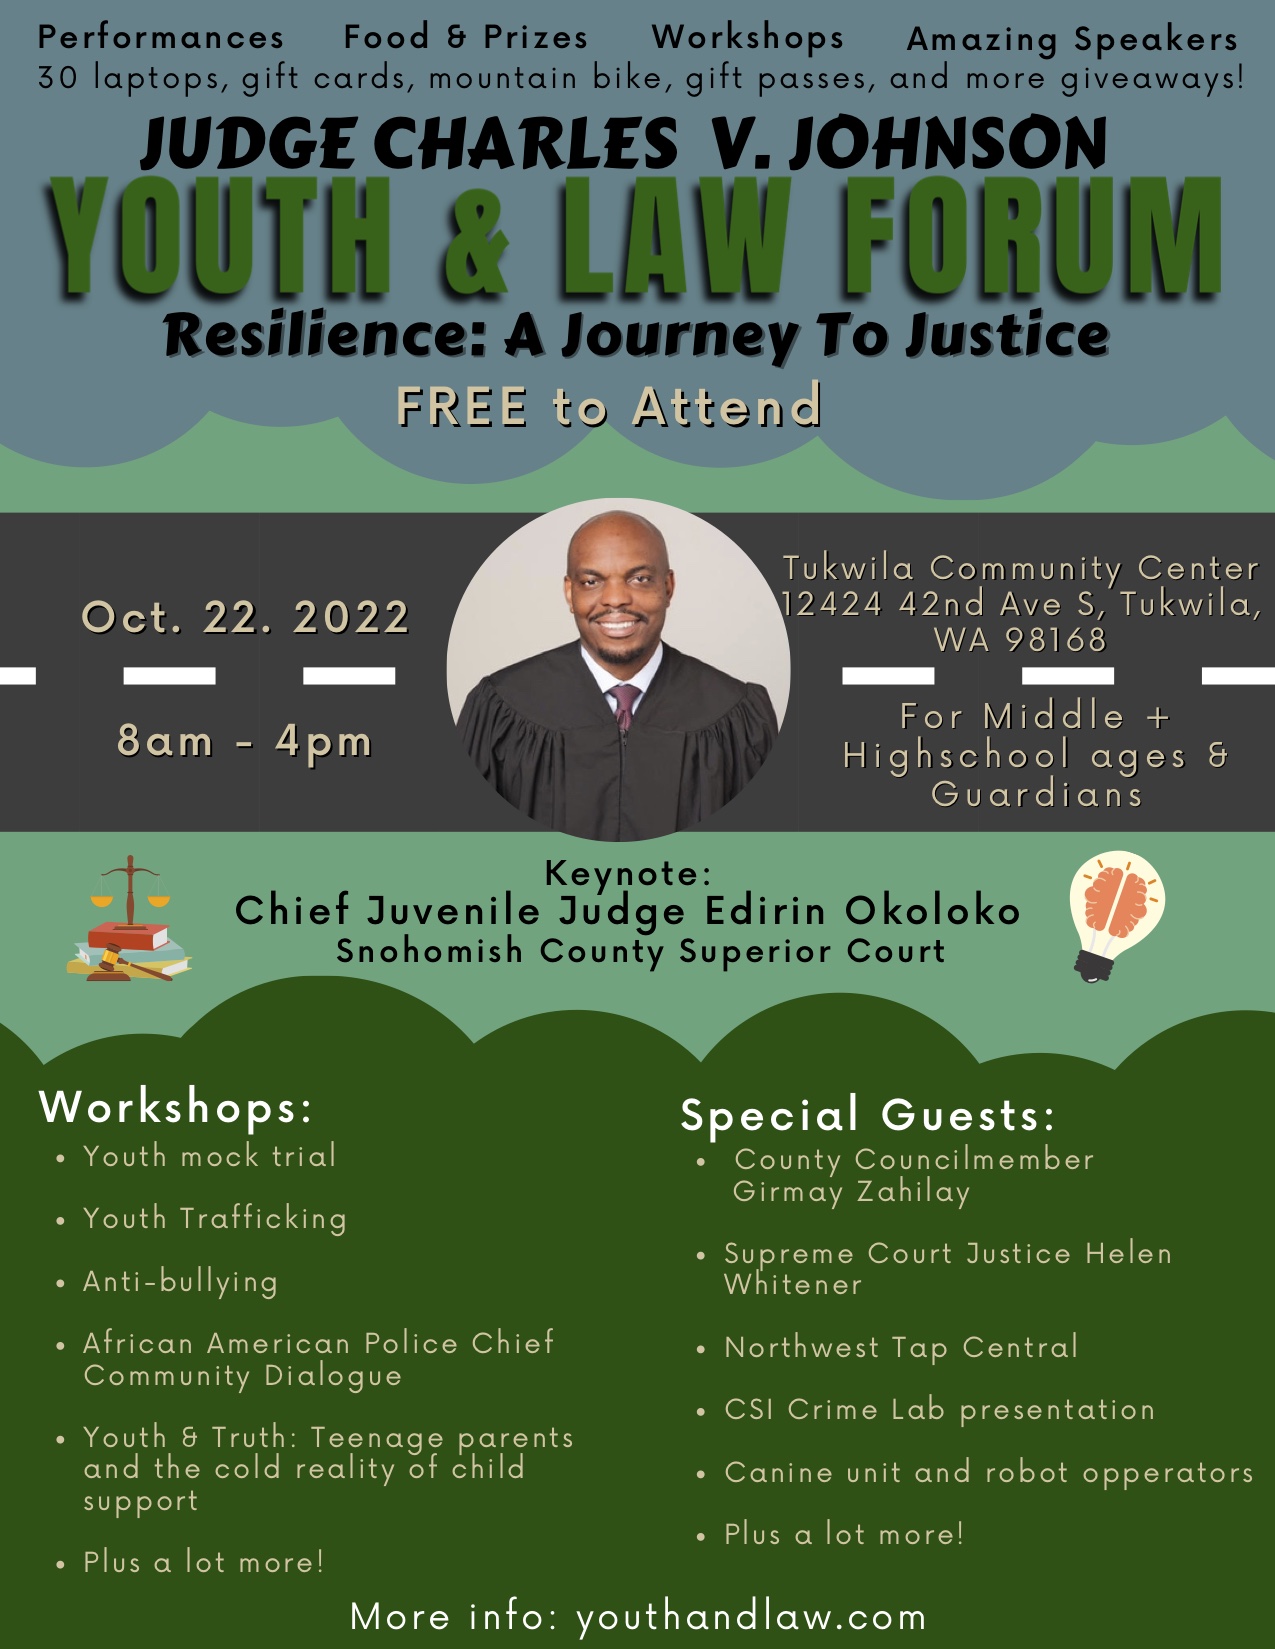 Performances Food & Prizes Workshops Amazing Speakers
30 laptops, gift cards, mountain bike, gift passes, and more giveaways!
JUDGE CHARLES V. JOHNSON
YOUTH & LAW FORUM
Resilience: A Journey To Justice
FREE to Attend
Oct. 22. 2022
8am - 4pm
Tukwila Community Center
12424 42nd Ave S, Tukwila,
WA 98168
For Middle +
Highschool ages &
Guardians
Keynote:
Chief Juvenile Judge Edirin Okoloko
Snohomish County Superior Court
Workshops:
• Youth mock trial
• Youth Trafficking
• Anti-bullying
• African American Police Chief
Community Dialogue
• Youth & Truth: Teenage parents
and the cold reality of child
support
• Plus a lot more!
Special Guests:
• County Councilmember
Girmay Zahilay
• Supreme Court Justice Helen
Whitener
• Northwest Tap Central
• CSI Crime Lab presentation
• Canine unit and robot opperators
• Plus a lot more!
More info: youthandlaw.com